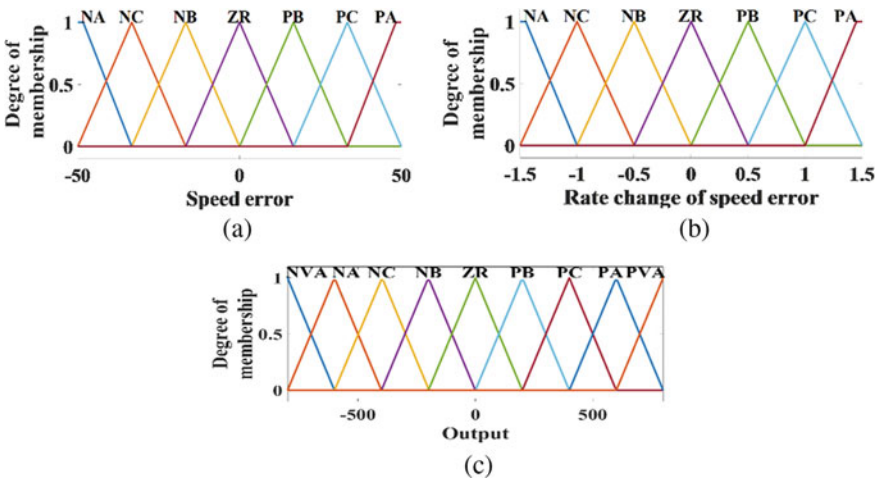 NA NC NB ZR PB PC PA
1
0.5
0
Degree of
membership
-50 0 50
Speed error
(a)
NA NC NB ZR PB PC PA
1
0.5
0
Degree of
membership
-1.5 -1 -0.5 0 0.5 1 1.5
Rate change of speed error
(b)
NVA NA NC NB ZR PB PC PA PVA
1
0.5
0
Degree of
membership
-500 0 500
Output
(c)